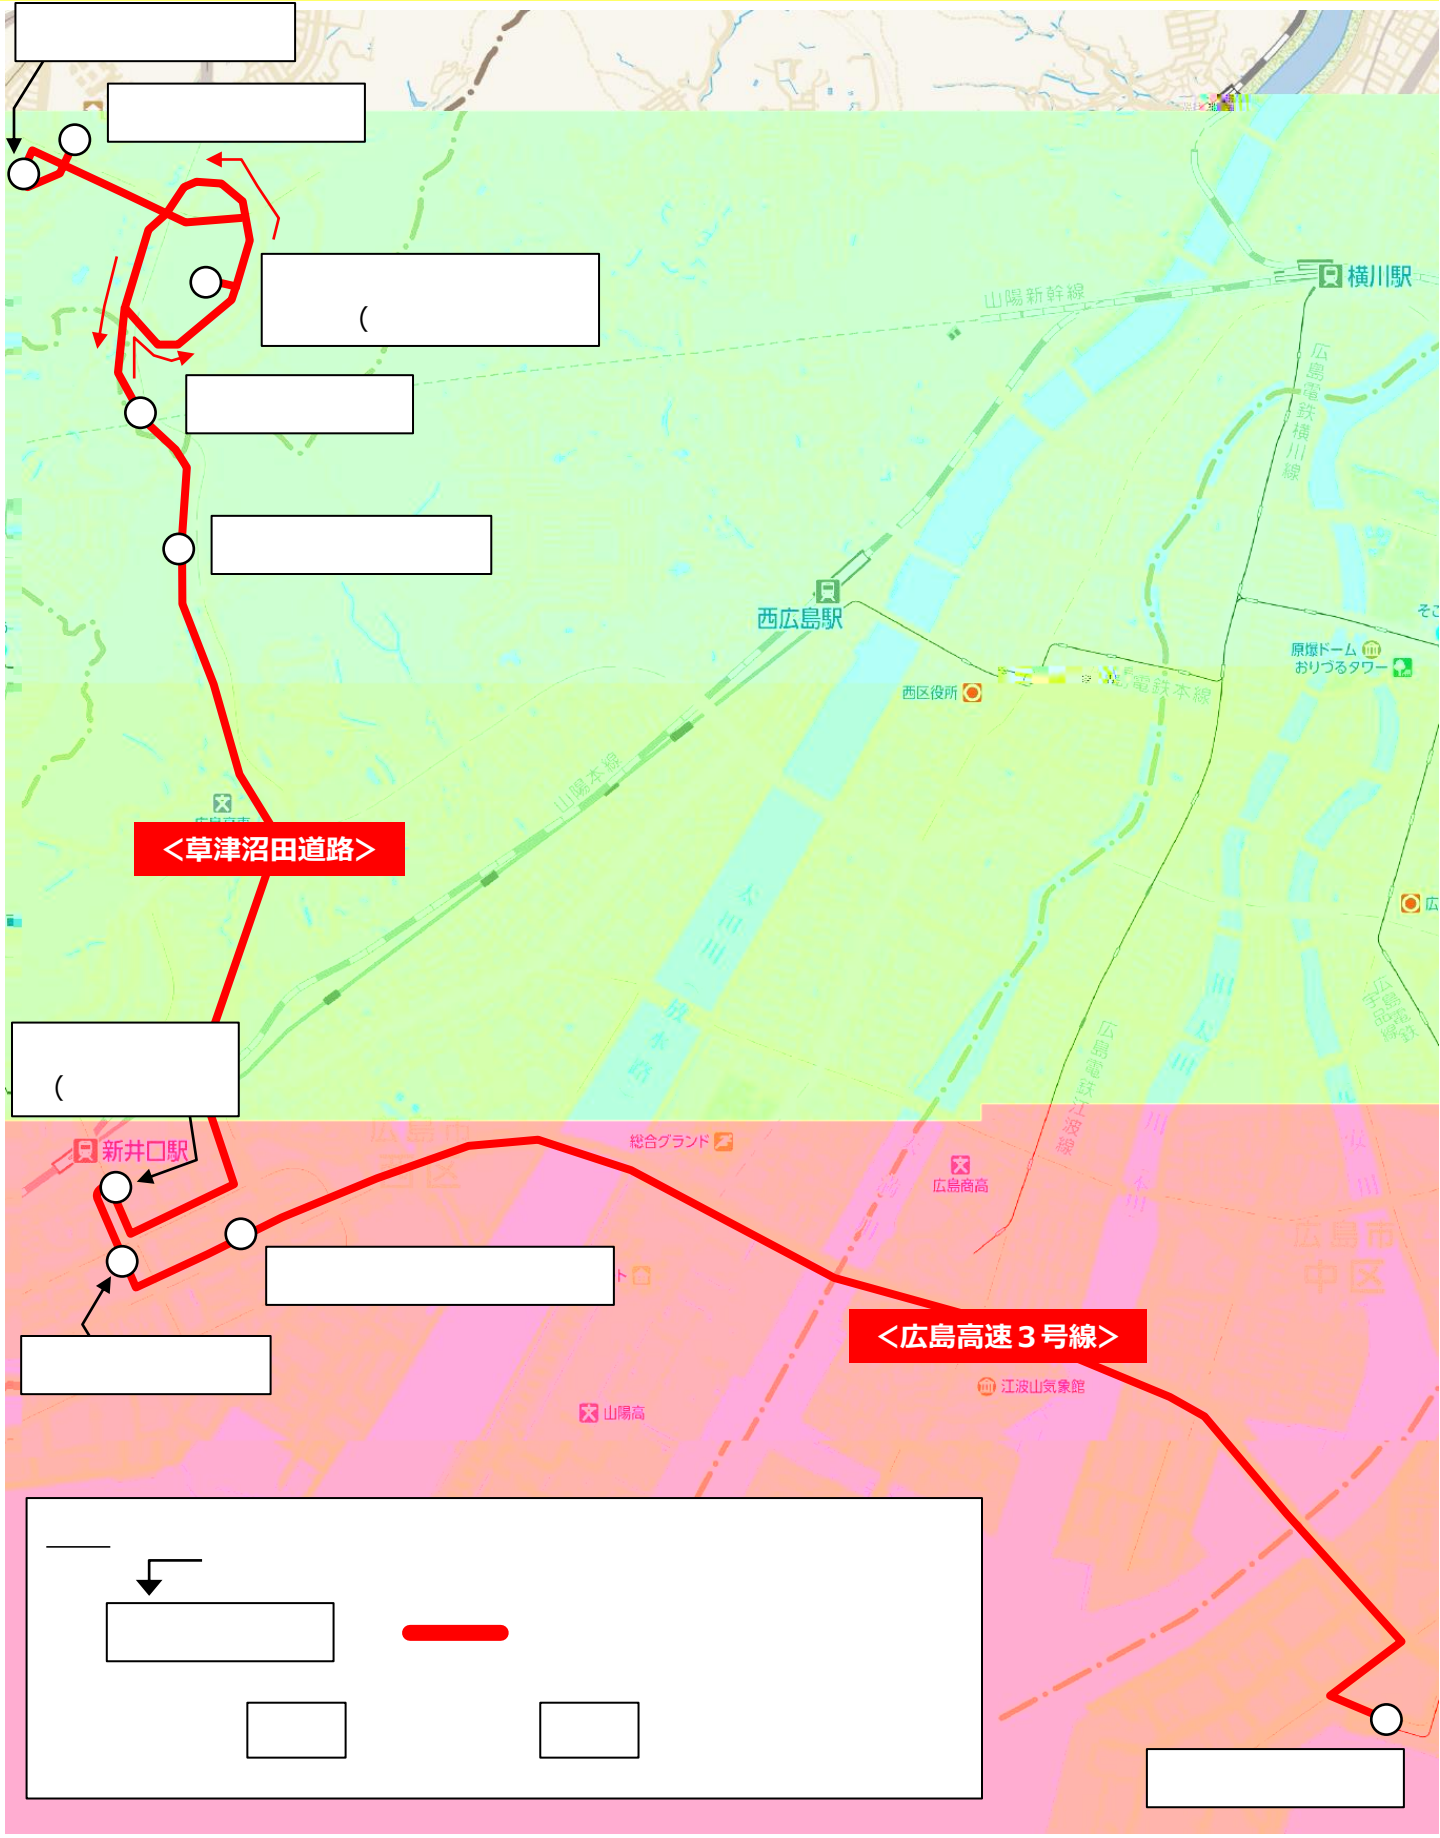 横川駅
山陽新幹線
(
広島電鉄横川線
西広島駅
原爆ドーム
おりづるタワー
西区役所
電鉄本線
山陽本線
<草津沼田道路>
太田川
放水路
広
(
広島電鉄江波線
新井口駅
広島市
西区
総合グランド
広島商高
本川
広島市
中区
ト
<広島高速3号線>
江波山気象館
山陽高